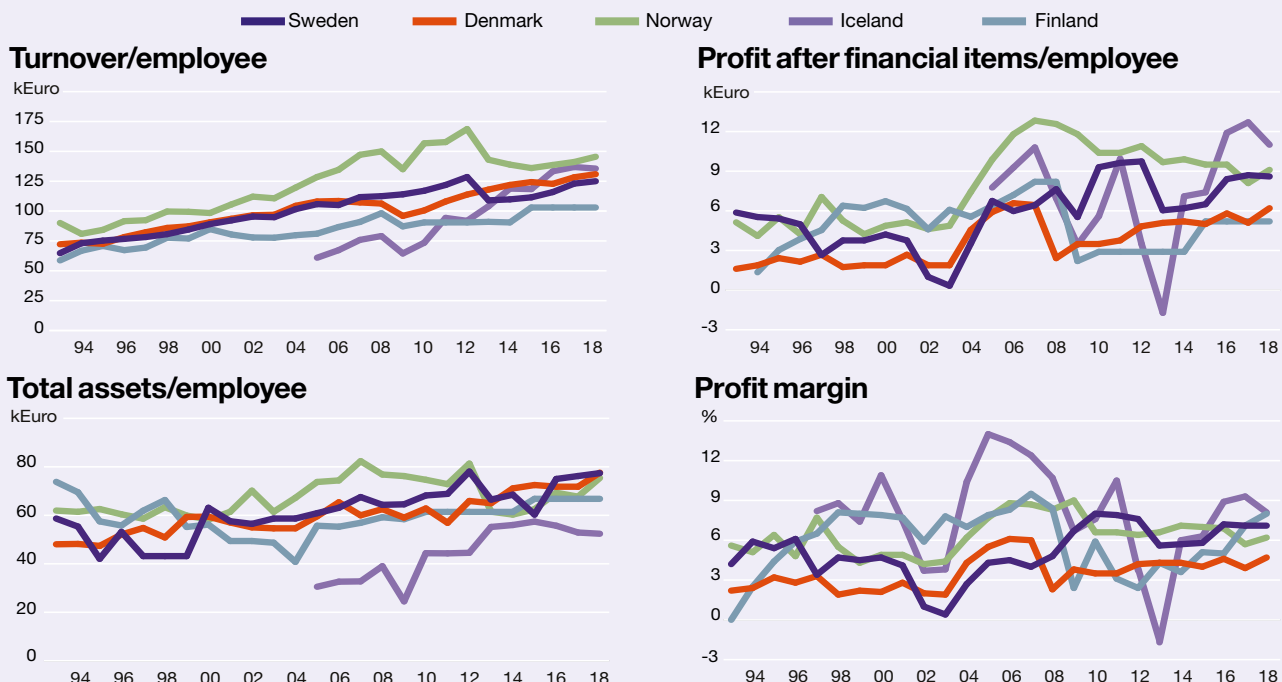 Sweden Denmark Norway Iceland Finland
Turnover/employee
kEuro
175
150
125
100
75
50
25
0
94 96 98 00 02 04 06 08 10 12 14 16 18
Profit after financial items/employee
kEuro
12
9
6
3
0
-3
94 96 98 00 02 04 06 08 10 12 14 16 18
Total assets/employee
kEuro
80
60
40
20
0
94 96 98 00 02 04 06 08 10 12 14 16 18
Profit margin
%
12
9
6
3
0
-3
94 96 98 00 02 04 06 08 10 12 14 16 18